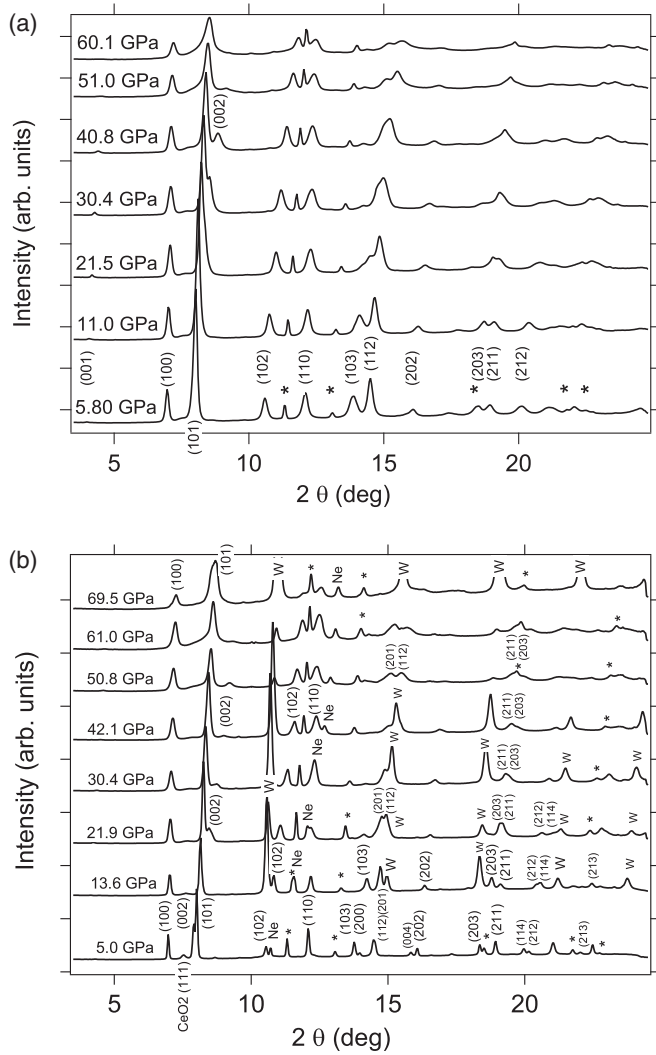 (a)
60.1 GPa
51.0 GPa
(002)
40.8 GPa
30.4 GPa
21.5 GPa
11.0 GPa
(001) (100) (102) (110) (103) (112) (202) (203) (211) (212)
* * * * *
5.80 GPa
(101)
5 10 15 20
2 θ (deg)
Intensity (arb. units)
(b)
(100) (101) W * Ne * W W * W
69.5 GPa
61.0 GPa * *
50.8 GPa (201) (112) (211) (203) * *
42.1 GPa (002) (102) (110) Ne W (211) (203) *
30.4 GPa W Ne W W (211) (203) W * W
21.9 GPa (002) Ne * (201) (112) W (203) (211) (212) (114) W * W
13.6 GPa (102) * Ne * (103) W (202) W (203) (211) (212) (114) W (213) W
5.0 GPa (100) (002) (101) (102) Ne * (110) * (103) (200) (112) (201) (004) (202) (203) * (211) (114) (212) * (213) *
CeO2 (111)
5 10 15 20
2 θ (deg)
Intensity (arb. units)